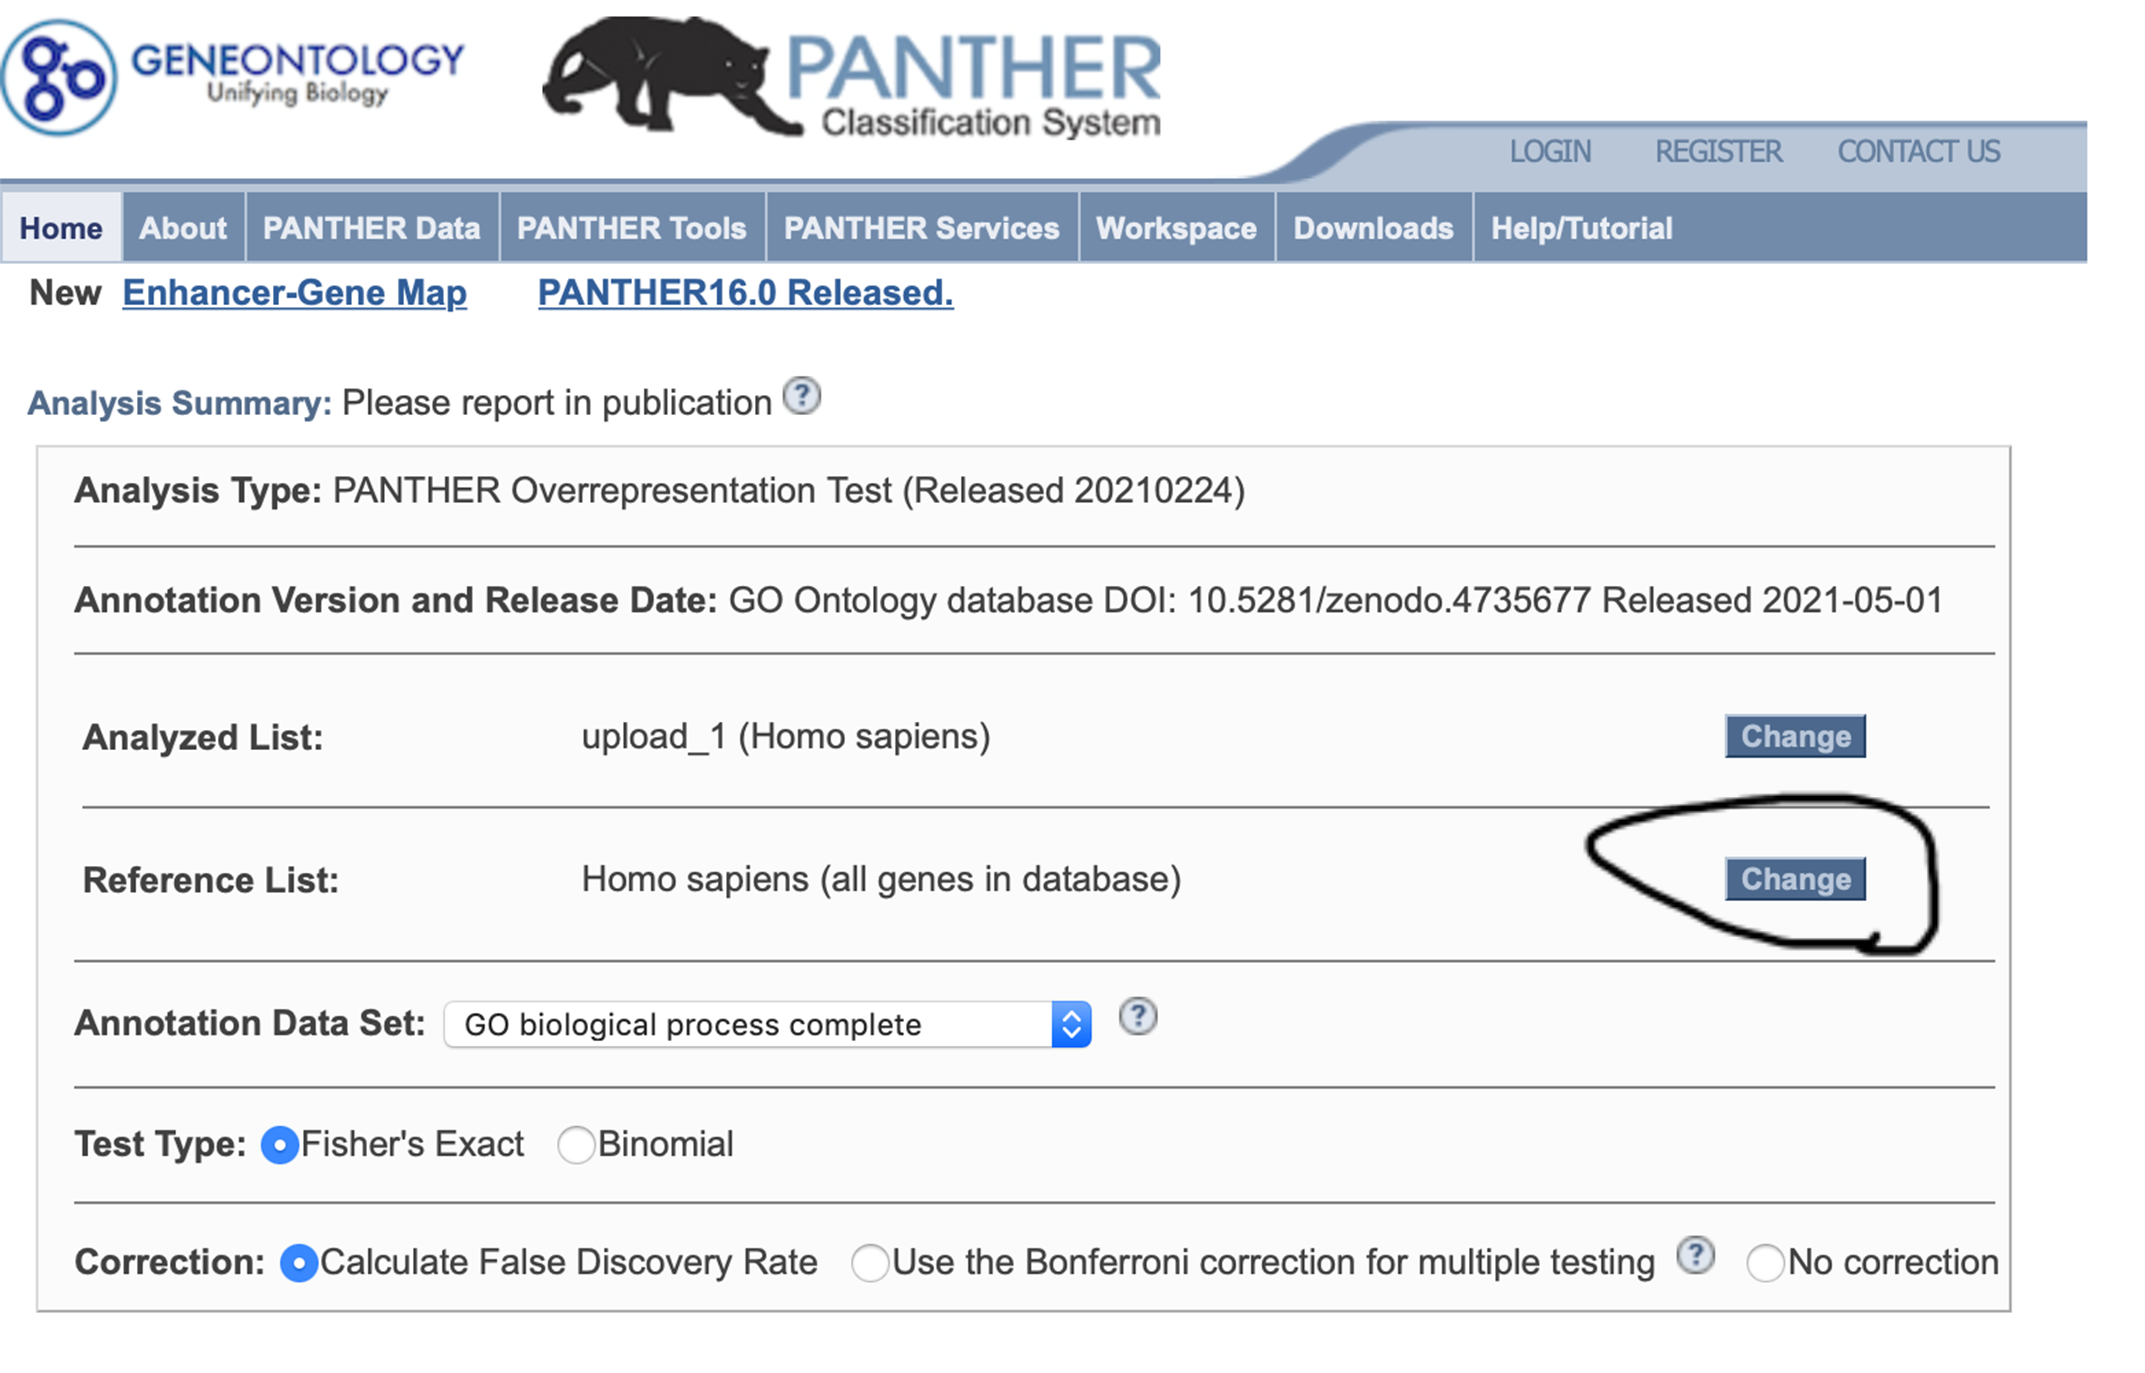 GENEONTOLOGY
Unifying Biology
PANTHER
Classification System
LOGIN REGISTER CONTACT US
Home About PANTHER Data PANTHER Tools PANTHER Services Workspace Downloads Help/Tutorial
New Enhancer-Gene Map PANTHER16.0 Released.
Analysis Summary: Please report in publication ?
Analysis Type: PANTHER Overrepresentation Test (Released 20210224)
Annotation Version and Release Date: GO Ontology database DOI: 10.5281/zenodo.4735677 Released 2021-05-01
Analyzed List: upload_1 (Homo sapiens) Change
Reference List: Homo sapiens (all genes in database) Change
Annotation Data Set: GO biological process complete ?
Test Type: Fisher's Exact Binomial
Correction: Calculate False Discovery Rate Use the Bonferroni correction for multiple testing ? No correction